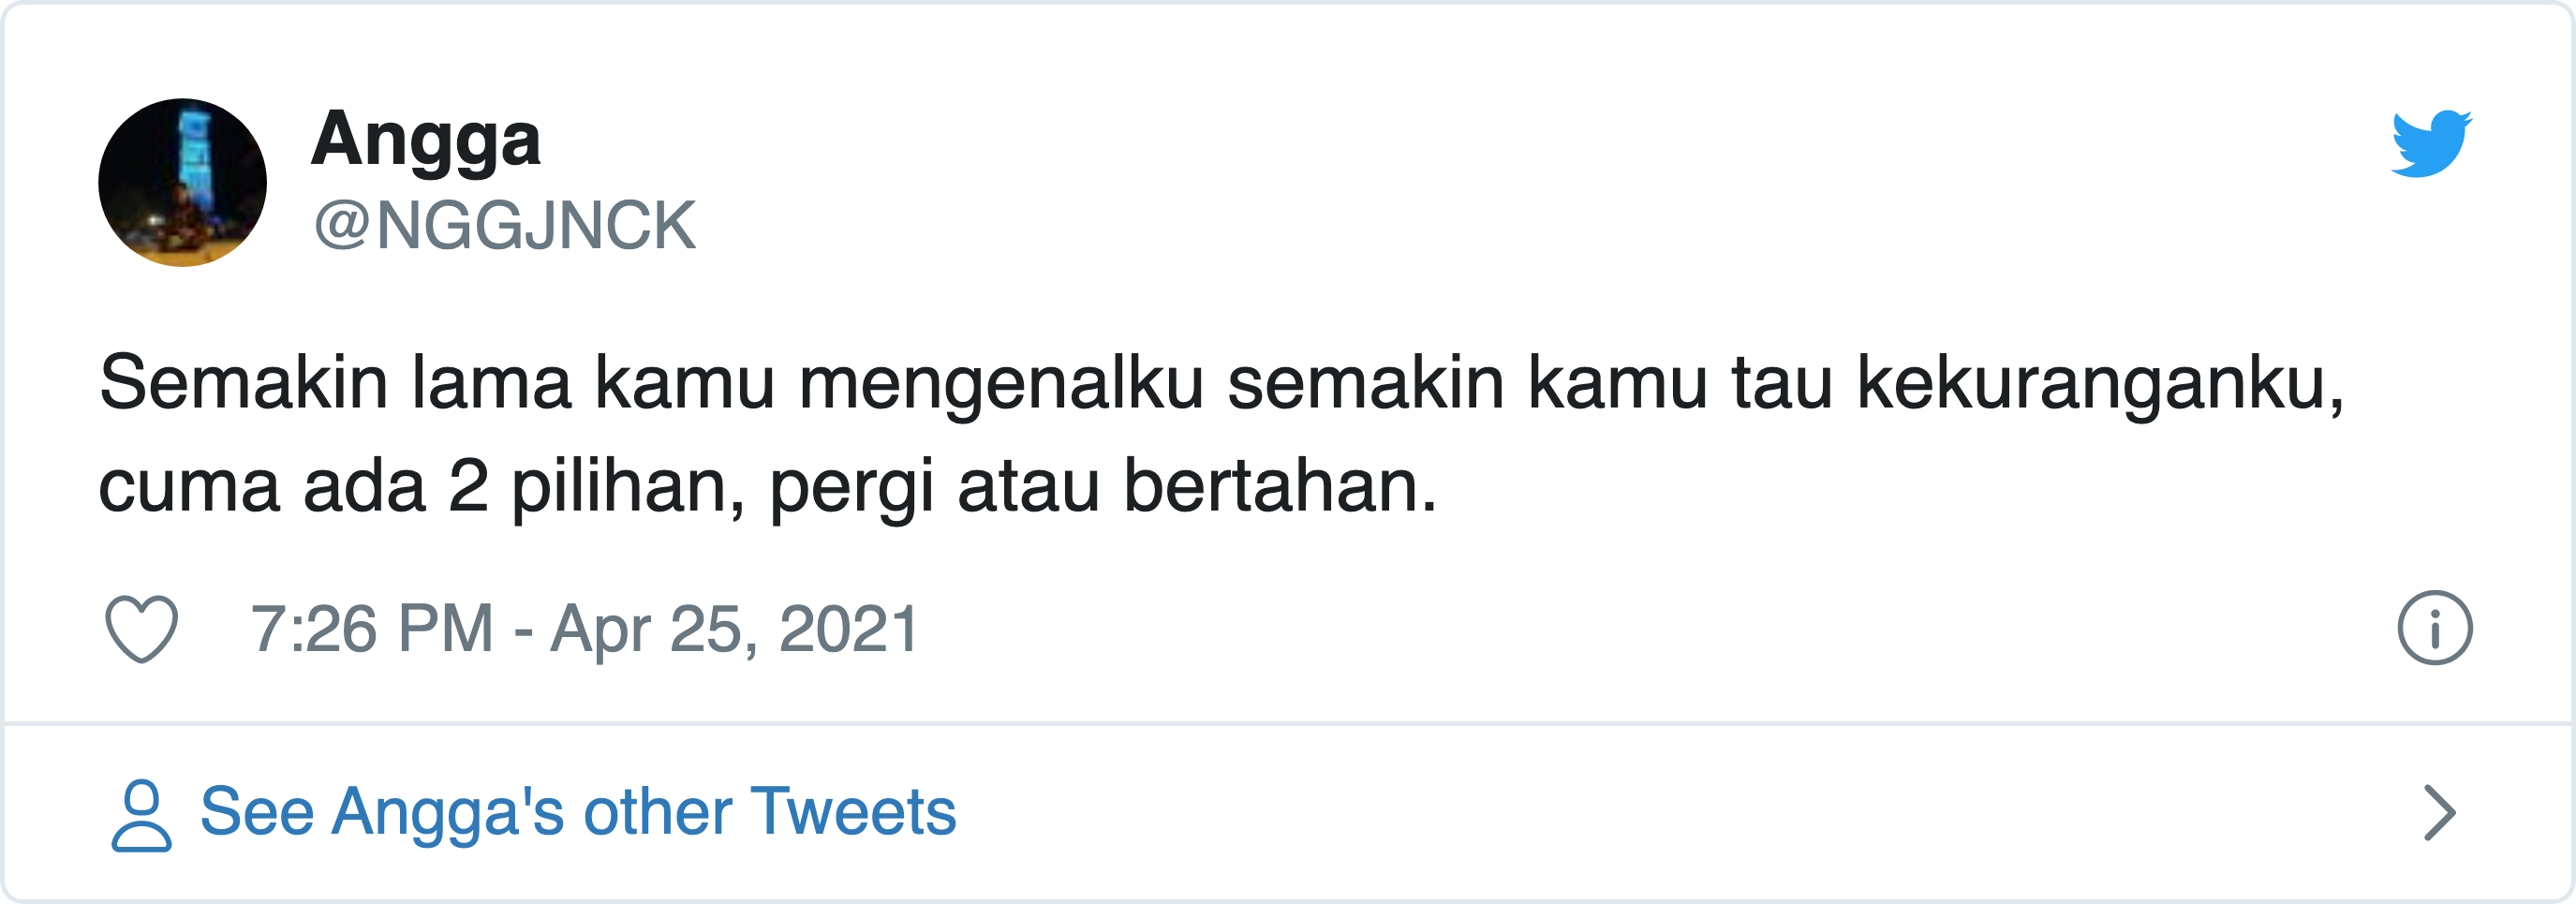 Angga
@NGGJNCK
Semakin lama kamu mengenalku semakin kamu tau kekuranganku,
cuma ada 2 pilihan, pergi atau bertahan.
7:26 PM - Apr 25, 2021
See Angga's other Tweets